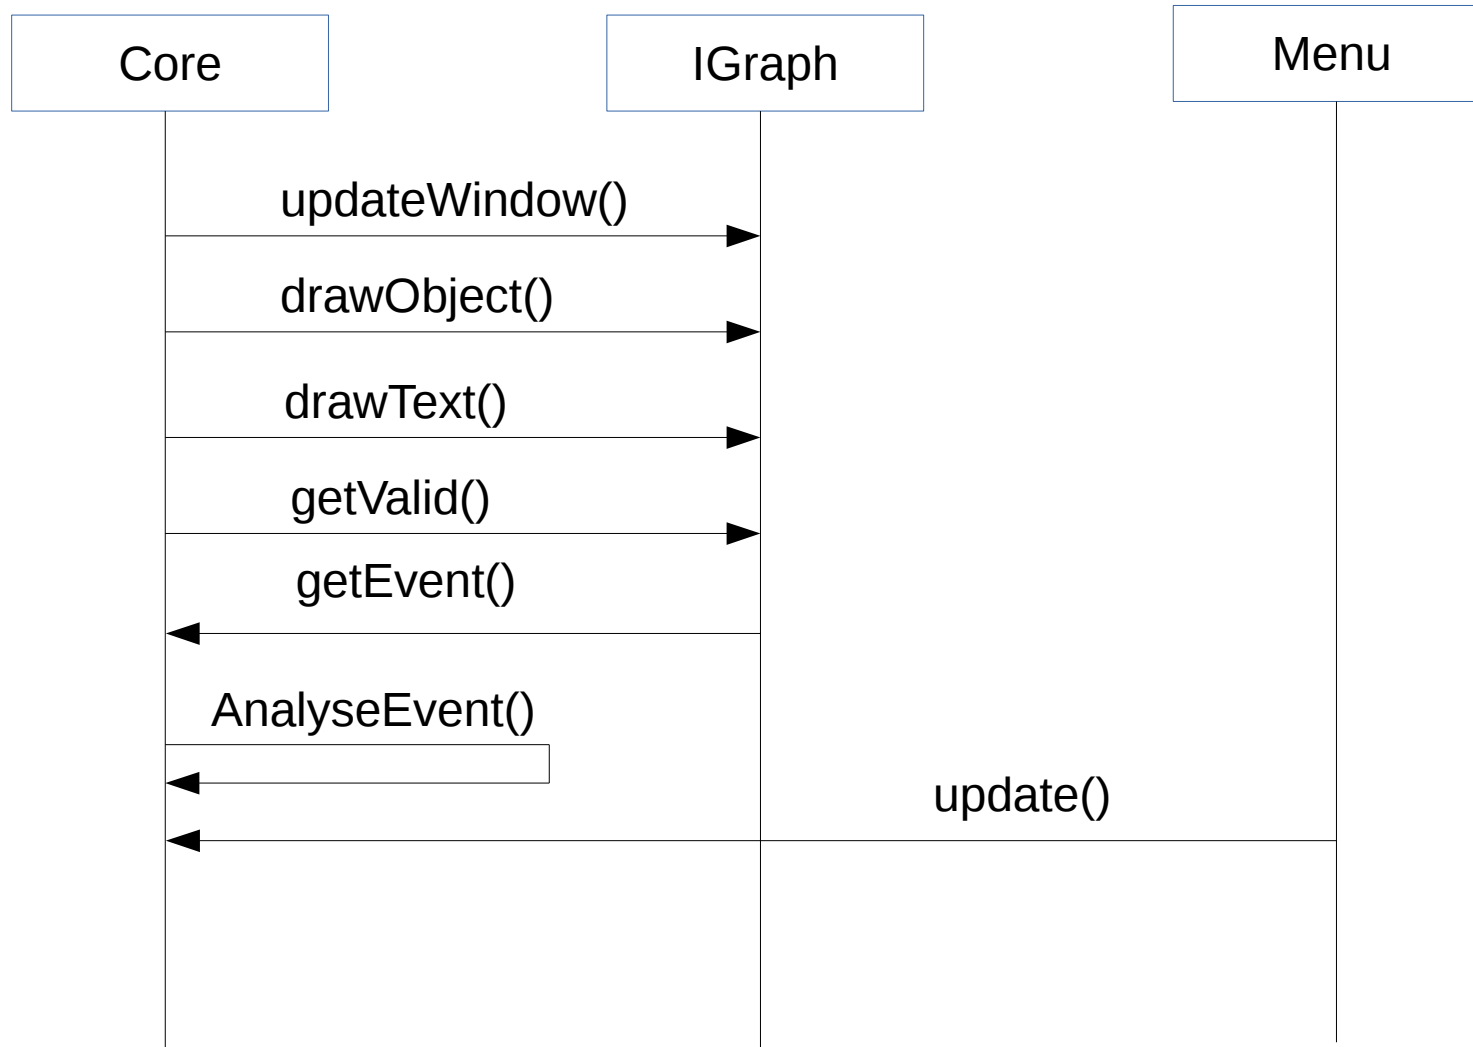 Core
IGraph
Menu
updateWindow()
drawObject()
drawText()
getValid()
getEvent()
AnalyseEvent()
update()